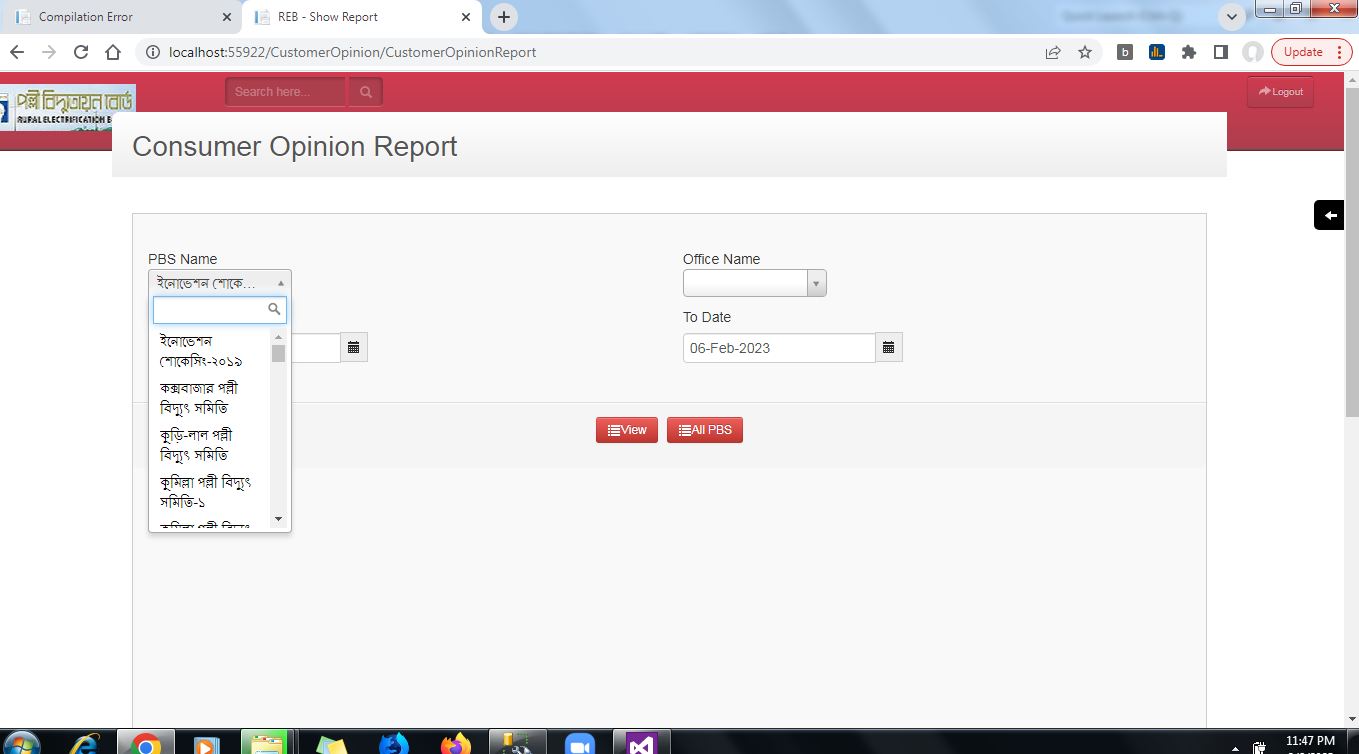 Compilation Error
REB - Show Report
localhost:55922/CustomerOpinion/CustomerOpinionReport
Update
পল্লী বিদ্যুতায়ন বোর্ড
RURAL ELECTRIFICATION B
Search here...
Logout
Consumer Opinion Report
PBS Name
Office Name
ইনোভেশন শোকে...
To Date
ইনোভেশন
শোকেসিং-২০১৯
06-Feb-2023
কক্সবাজার পল্লী
বিদ্যুৎ সমিতি
কুড়ি-লাল পল্লী
বিদ্যুৎ সমিতি
View
All PBS
কুমিল্লা পল্লী বিদ্যুৎ
সমিতি-১
11:47 PM